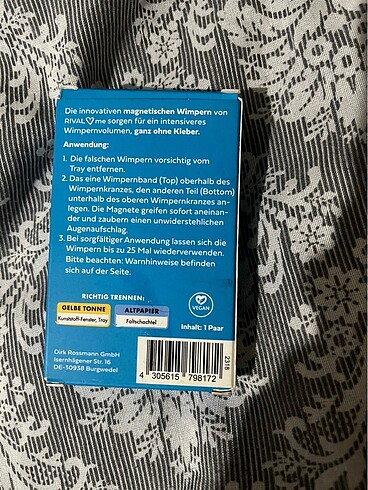 Die innovativen magnetischen Wimpern von
RIVAL♡me sorgen für ein intensiveres
Wimpernvolumen, ganz ohne Kleber.
Anwendung:
1. Die falschen Wimpern vorsichtig vom
Tray entfernen.
2. Das eine Wimpernband (Top) oberhalb des
Wimpernkranzes, den anderen Teil (Bottom)
unterhalb des oberen Wimpernkranzes an-
legen. Die Magnete greifen sofort aneinan-
der und zaubern einen unwiderstehlichen
Augenaufschlag.
3. Bei sorgfältiger Anwendung lassen sich die
Wimpern bis zu 25 Mal wiederverwenden.
Bitte beachten: Warnhinweise befinden
sich auf der Seite.
RICHTIG TRENNEN:
GELBE TONNE
Kunststoff-Fenster, Tray
ALTPAPIER
Faltschachtel
VEGAN
Inhalt: 1 Paar
Dirk Rossmann GmbH
Isernhägener Str. 16
DE-30938 Burgwedel
4 305615 798172
2318